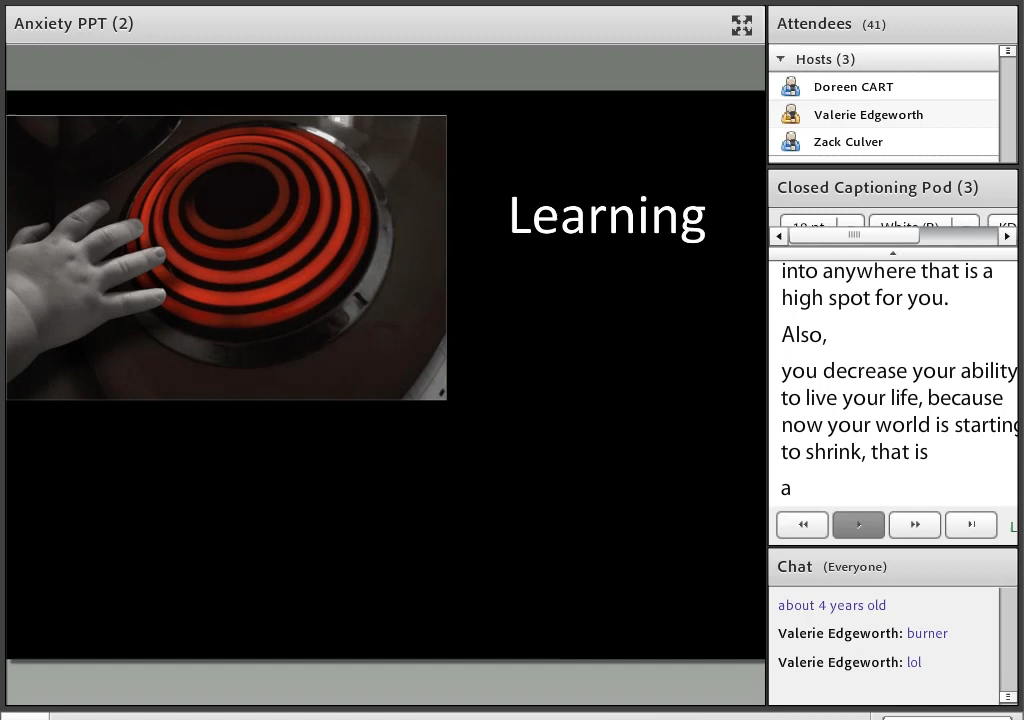 Anxiety PPT (2)
Learning
Attendees (41)
Hosts (3)
Doreen CART
Valerie Edgeworth
Zack Culver
Closed Captioning Pod (3)
into anywhere that is a
high spot for you.
Also,
you decrease your ability
to live your life, because
now your world is starting
to shrink, that is
a
Chat (Everyone)
about 4 years old
Valerie Edgeworth: burner
Valerie Edgeworth: lol